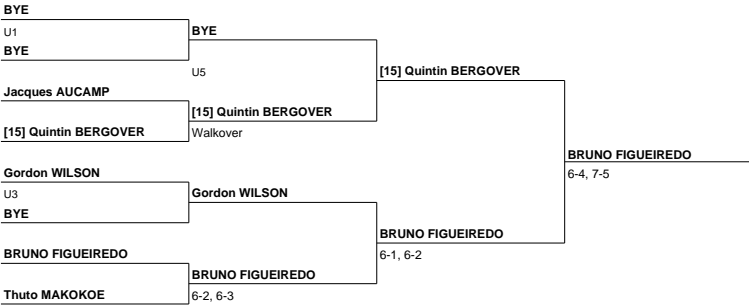 BYE
U1
BYE
BYE
U5
[15] Quintin BERGOVER
Jacques AUCAMP
[15] Quintin BERGOVER
[15] Quintin BERGOVER
Walkover
BRUNO FIGUEIREDO
6-4, 7-5
Gordon WILSON
U3
Gordon WILSON
BYE
BRUNO FIGUEIREDO
6-1, 6-2
BRUNO FIGUEIREDO
BRUNO FIGUEIREDO
Thuto MAKOKOE
6-2, 6-3